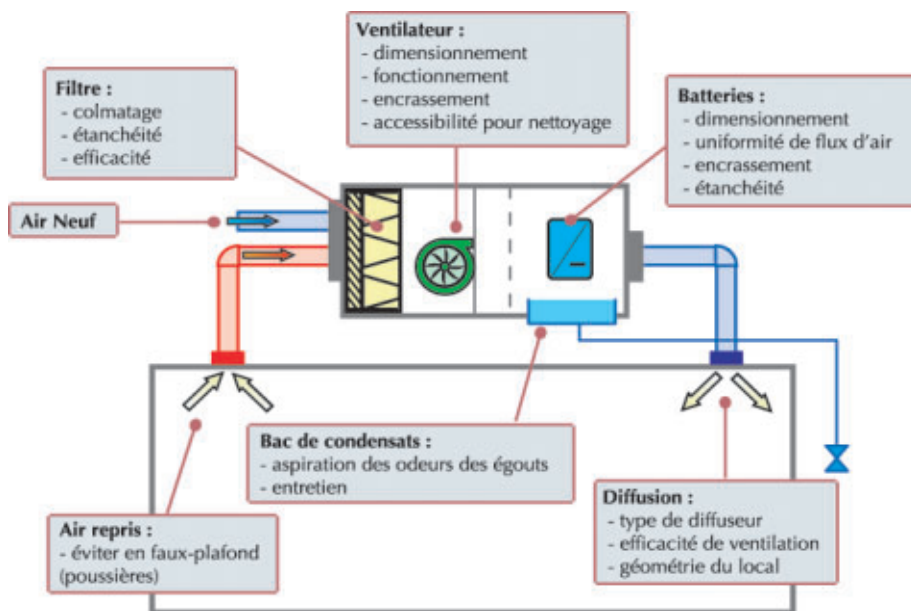 Ventilateur :
- dimensionnement
- fonctionnement
- encrassement
- accessibilité pour nettoyage
Filtre :
- colmatage
- étanchéité
- efficacité
Batteries :
- dimensionnement
- uniformité de flux d'air
- encrassement
- étanchéité
Air Neuf
Bac de condensats :
- aspiration des odeurs des égouts
- entretien
Air repris :
- éviter en faux-plafond
(poussières)
Diffusion :
- type de diffuseur
- efficacité de ventilation
- géométrie du local